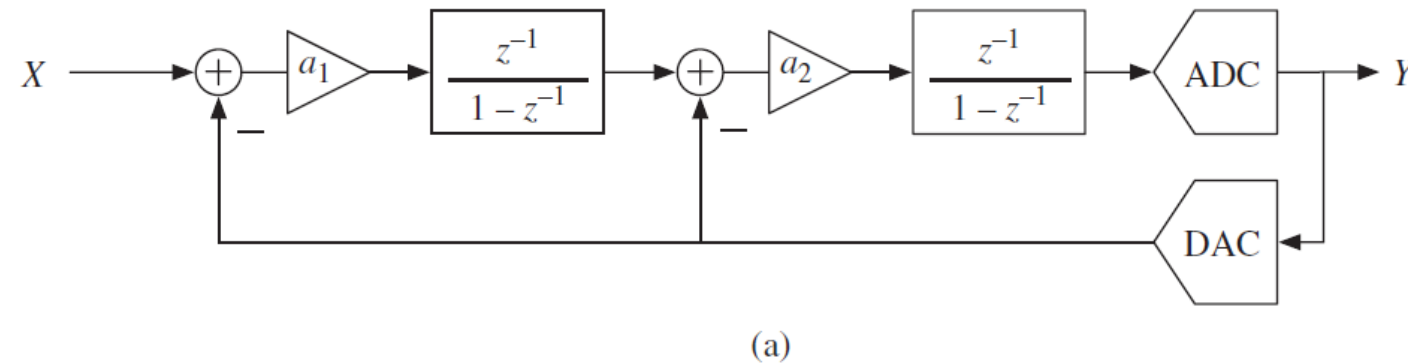 X + a₁ z⁻¹ + a₂ z⁻¹ ADC Y
1 − z⁻¹ 1 − z⁻¹
− −
DAC
(a)